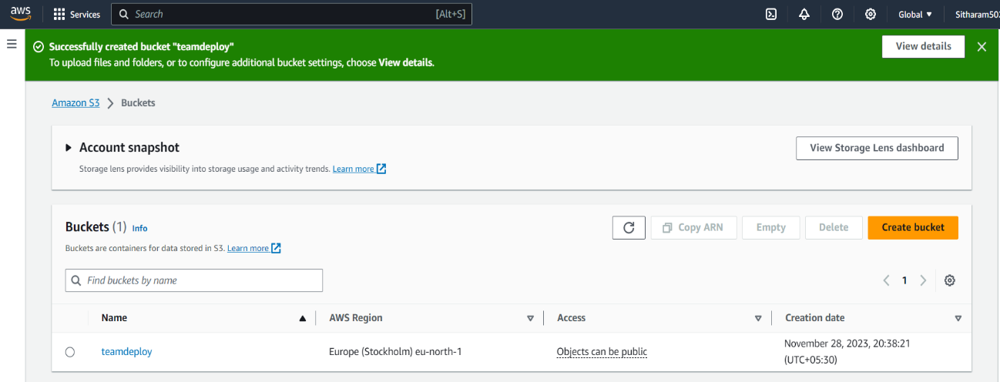 aws Services Search [Alt+S] Global ▼ Sitharam502
Successfully created bucket "teamdeploy" View details
To upload files and folders, or to configure additional bucket settings, choose View details.
Amazon S3 > Buckets
Account snapshot View Storage Lens dashboard
Storage lens provides visibility into storage usage and activity trends. Learn more
Buckets (1) Info Copy ARN Empty Delete Create bucket
Buckets are containers for data stored in S3. Learn more
Find buckets by name < 1 >
Name AWS Region Access Creation date
teamdeploy Europe (Stockholm) eu-north-1 Objects can be public November 28, 2023, 20:38:21
(UTC+05:30)